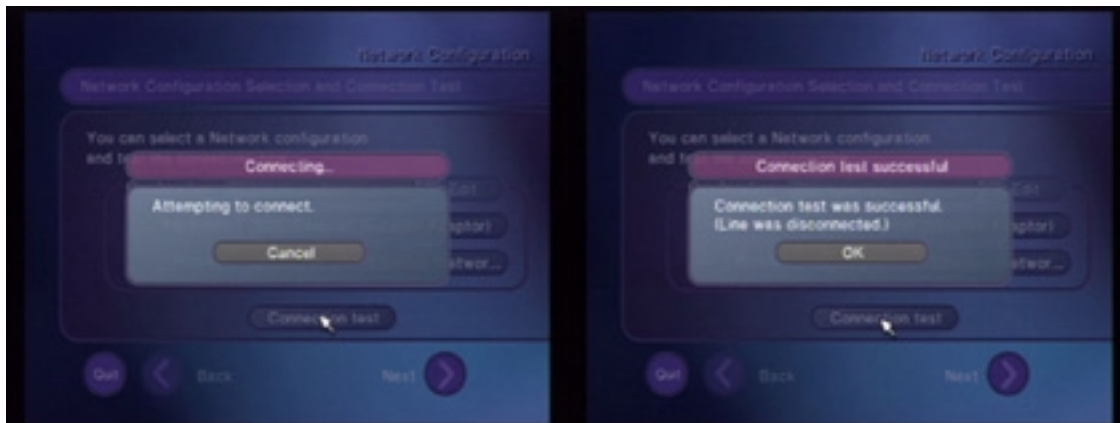 Network Configuration
Network Configuration Selection and Connection Test
You can select a Network configuration
and
Connecting...
Edit
Attempting to connect.
Cancel
Connection test
Quit
Back
Next
Network Configuration
Network Configuration Selection and Connection Test
You can select a Network configuration
and
Connection test successful
Edit
Connection test was successful.
(Line was disconnected.)
OK
Connection test
Quit
Back
Next